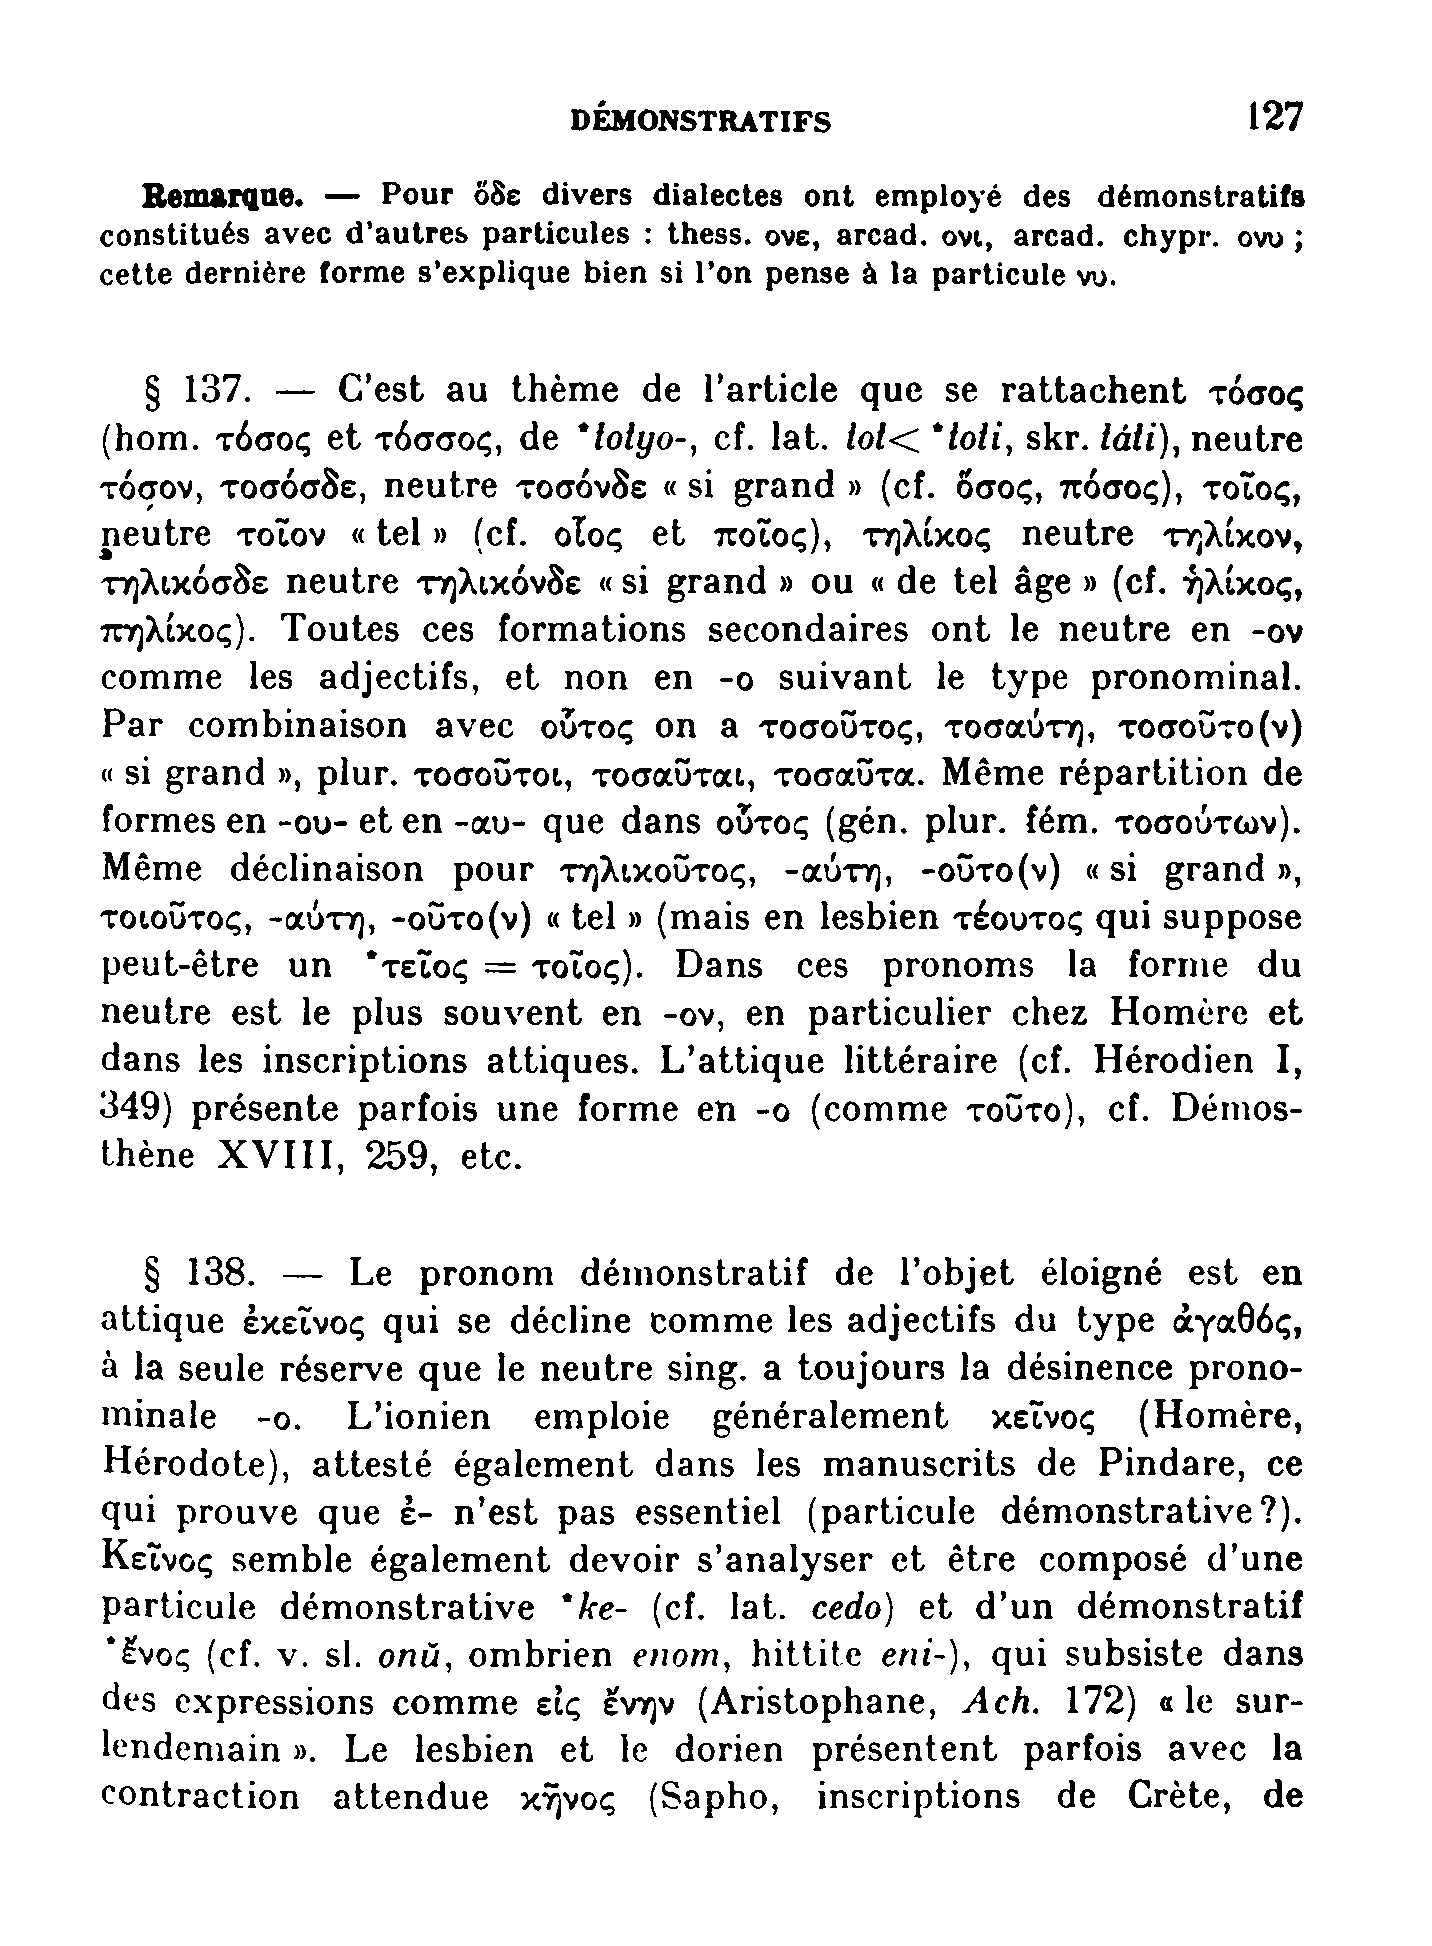 DÉMONSTRATIFS 127
Remarque. — Pour ὅδε divers dialectes ont employé des démonstratifs
constitués avec d'autres particules : thess. ονε, arcad. ονι, arcad. chypr. ονυ ;
cette dernière forme s'explique bien si l'on pense à la particule νυ.
§ 137. — C'est au thème de l'article que se rattachent τόσος
(hom. τόσος et τόσσος, de *totyo-, cf. lat. tot< *toti, skr. táti), neutre
τόσον, τοσόσδε, neutre τοσόνδε « si grand » (cf. ὅσος, πόσος), τοῖος,
neutre τοῖον « tel » (cf. οἷος et ποῖος), τηλίκος neutre τηλίκον,
τηλικόσδε neutre τηλικόνδε « si grand » ou « de tel âge » (cf. ἡλίκος,
πηλίκος). Toutes ces formations secondaires ont le neutre en -ον
comme les adjectifs, et non en -ο suivant le type pronominal.
Par combinaison avec οὗτος on a τοσοῦτος, τοσαύτη, τοσοῦτο(ν)
« si grand », plur. τοσοῦτοι, τοσαῦται, τοσαῦτα. Même répartition de
formes en -ου- et en -αυ- que dans οὗτος (gén. plur. fém. τοσούτων).
Même déclinaison pour τηλικοῦτος, -αύτη, -οῦτο(ν) « si grand »,
τοιοῦτος, -αύτη, -οῦτο(ν) « tel » (mais en lesbien τέουτος qui suppose
peut-être un *τεῖος = τοῖος). Dans ces pronoms la forme du
neutre est le plus souvent en -ον, en particulier chez Homère et
dans les inscriptions attiques. L'attique littéraire (cf. Hérodien I,
349) présente parfois une forme en -ο (comme τοῦτο), cf. Démos-
thène XVIII, 259, etc.
§ 138. — Le pronom démonstratif de l'objet éloigné est en
attique ἐκεῖνος qui se décline comme les adjectifs du type ἀγαθός,
à la seule réserve que le neutre sing. a toujours la désinence prono-
minale -ο. L'ionien emploie généralement κεῖνος (Homère,
Hérodote), attesté également dans les manuscrits de Pindare, ce
qui prouve que ἐ- n'est pas essentiel (particule démonstrative ?).
Κεῖνος semble également devoir s'analyser et être composé d'une
particule démonstrative *ke- (cf. lat. cedo) et d'un démonstratif
*ἔνος (cf. v. sl. onŭ, ombrien enom, hittite eni-), qui subsiste dans
des expressions comme εἰς ἔνην (Aristophane, Ach. 172) « le sur-
lendemain ». Le lesbien et le dorien présentent parfois avec la
contraction attendue κῆνος (Sapho, inscriptions de Crète, de